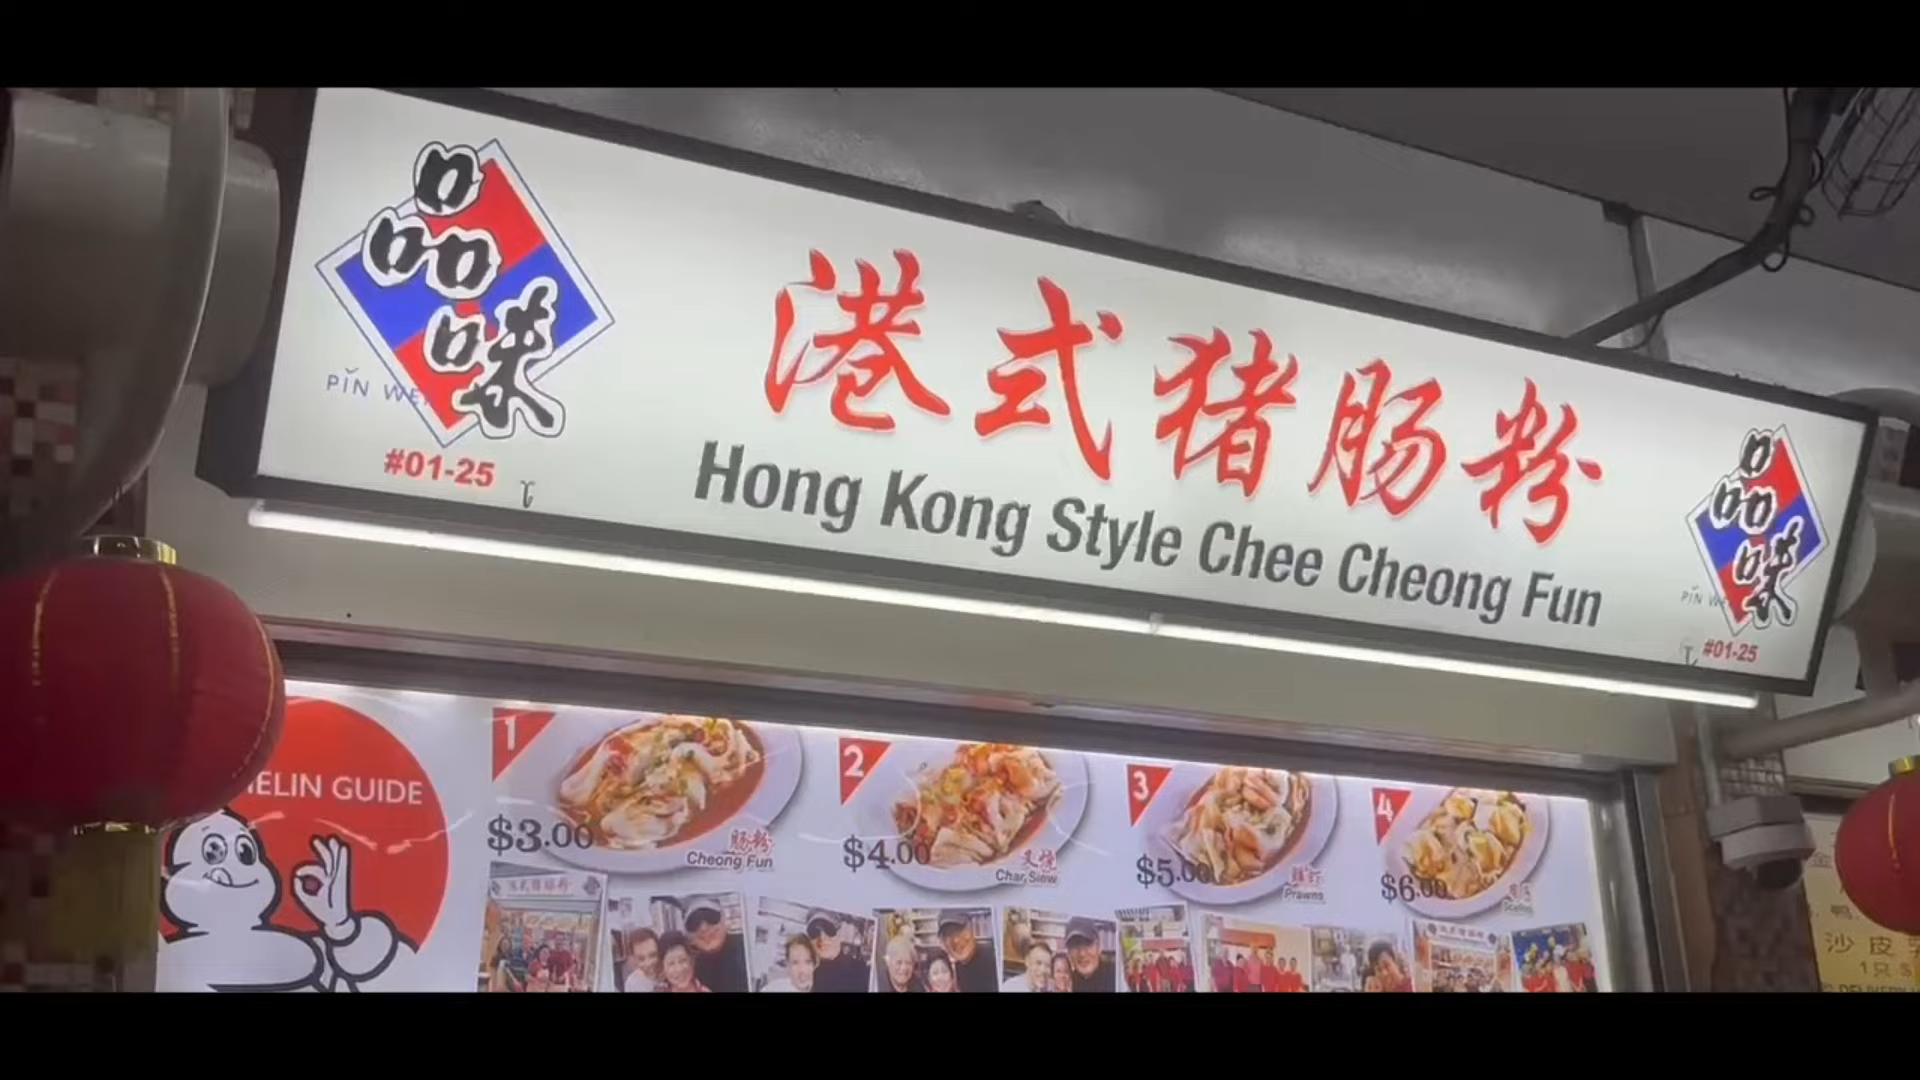 品味
PǏN WEI
#01-25
港式猪肠粉
Hong Kong Style Chee Cheong Fun
品味
#01-25
GUIDE
1
$3.00
肠粉
Cheong Fun
2
$4.00
叉烧
Char Siew
3
$5.00
Prawns
4
$6.00
沙皮